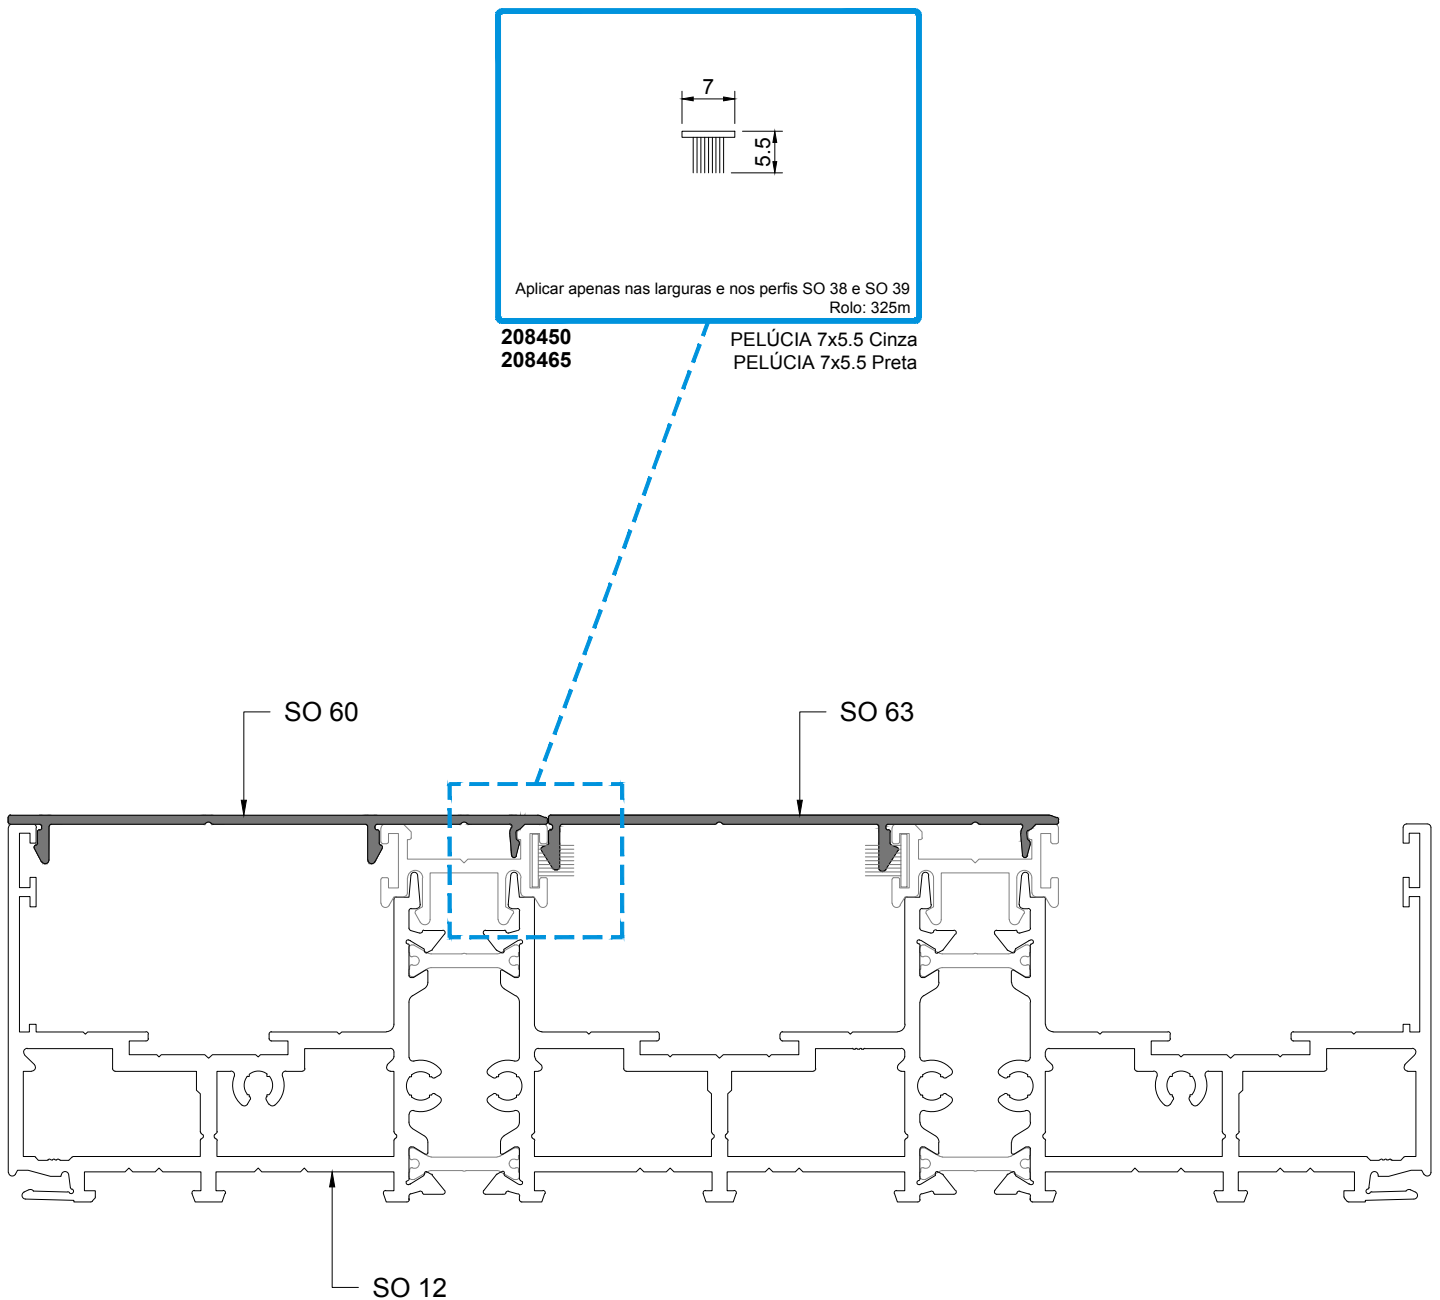 7
5.5
Aplicar apenas nas larguras e nos perfis SO 38 e SO 39
Rolo: 325m
208450 PELÚCIA 7x5.5 Cinza
208465 PELÚCIA 7x5.5 Preta
SO 60
SO 63
SO 12